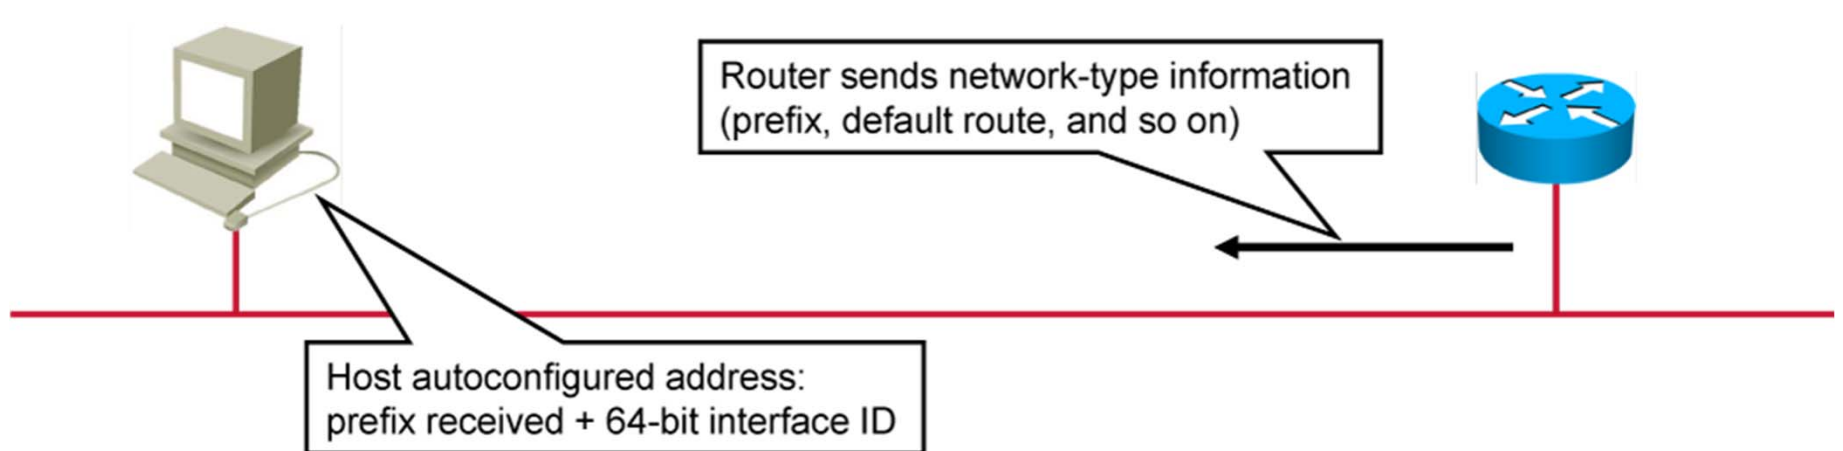 Router sends network-type information
(prefix, default route, and so on)
Host autoconfigured address:
prefix received + 64-bit interface ID